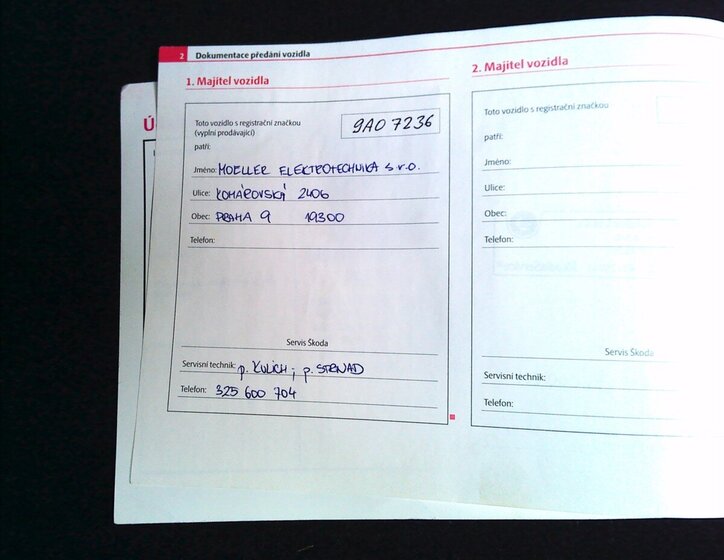 2 Dokumentace předání vozidla
1. Majitel vozidla
Toto vozidlo s registrační značkou
(vyplní prodávající)
9A0 7236
patří:
Jméno: MOELLER ELEKTROTECHNIKA s.r.o.
Ulice: KOMÁROVSKÁ 2406
Obec: PRAHA 9 19300
Telefon:
Servis Škoda
Servisní technik: p. KULICH, p. STRNAD
Telefon: 325 600 704
2. Majitel vozidla
Toto vozidlo s registrační značkou
patří:
Jméno:
Ulice:
Obec:
Telefon:
Servis Škoda
Servisní technik:
Telefon: